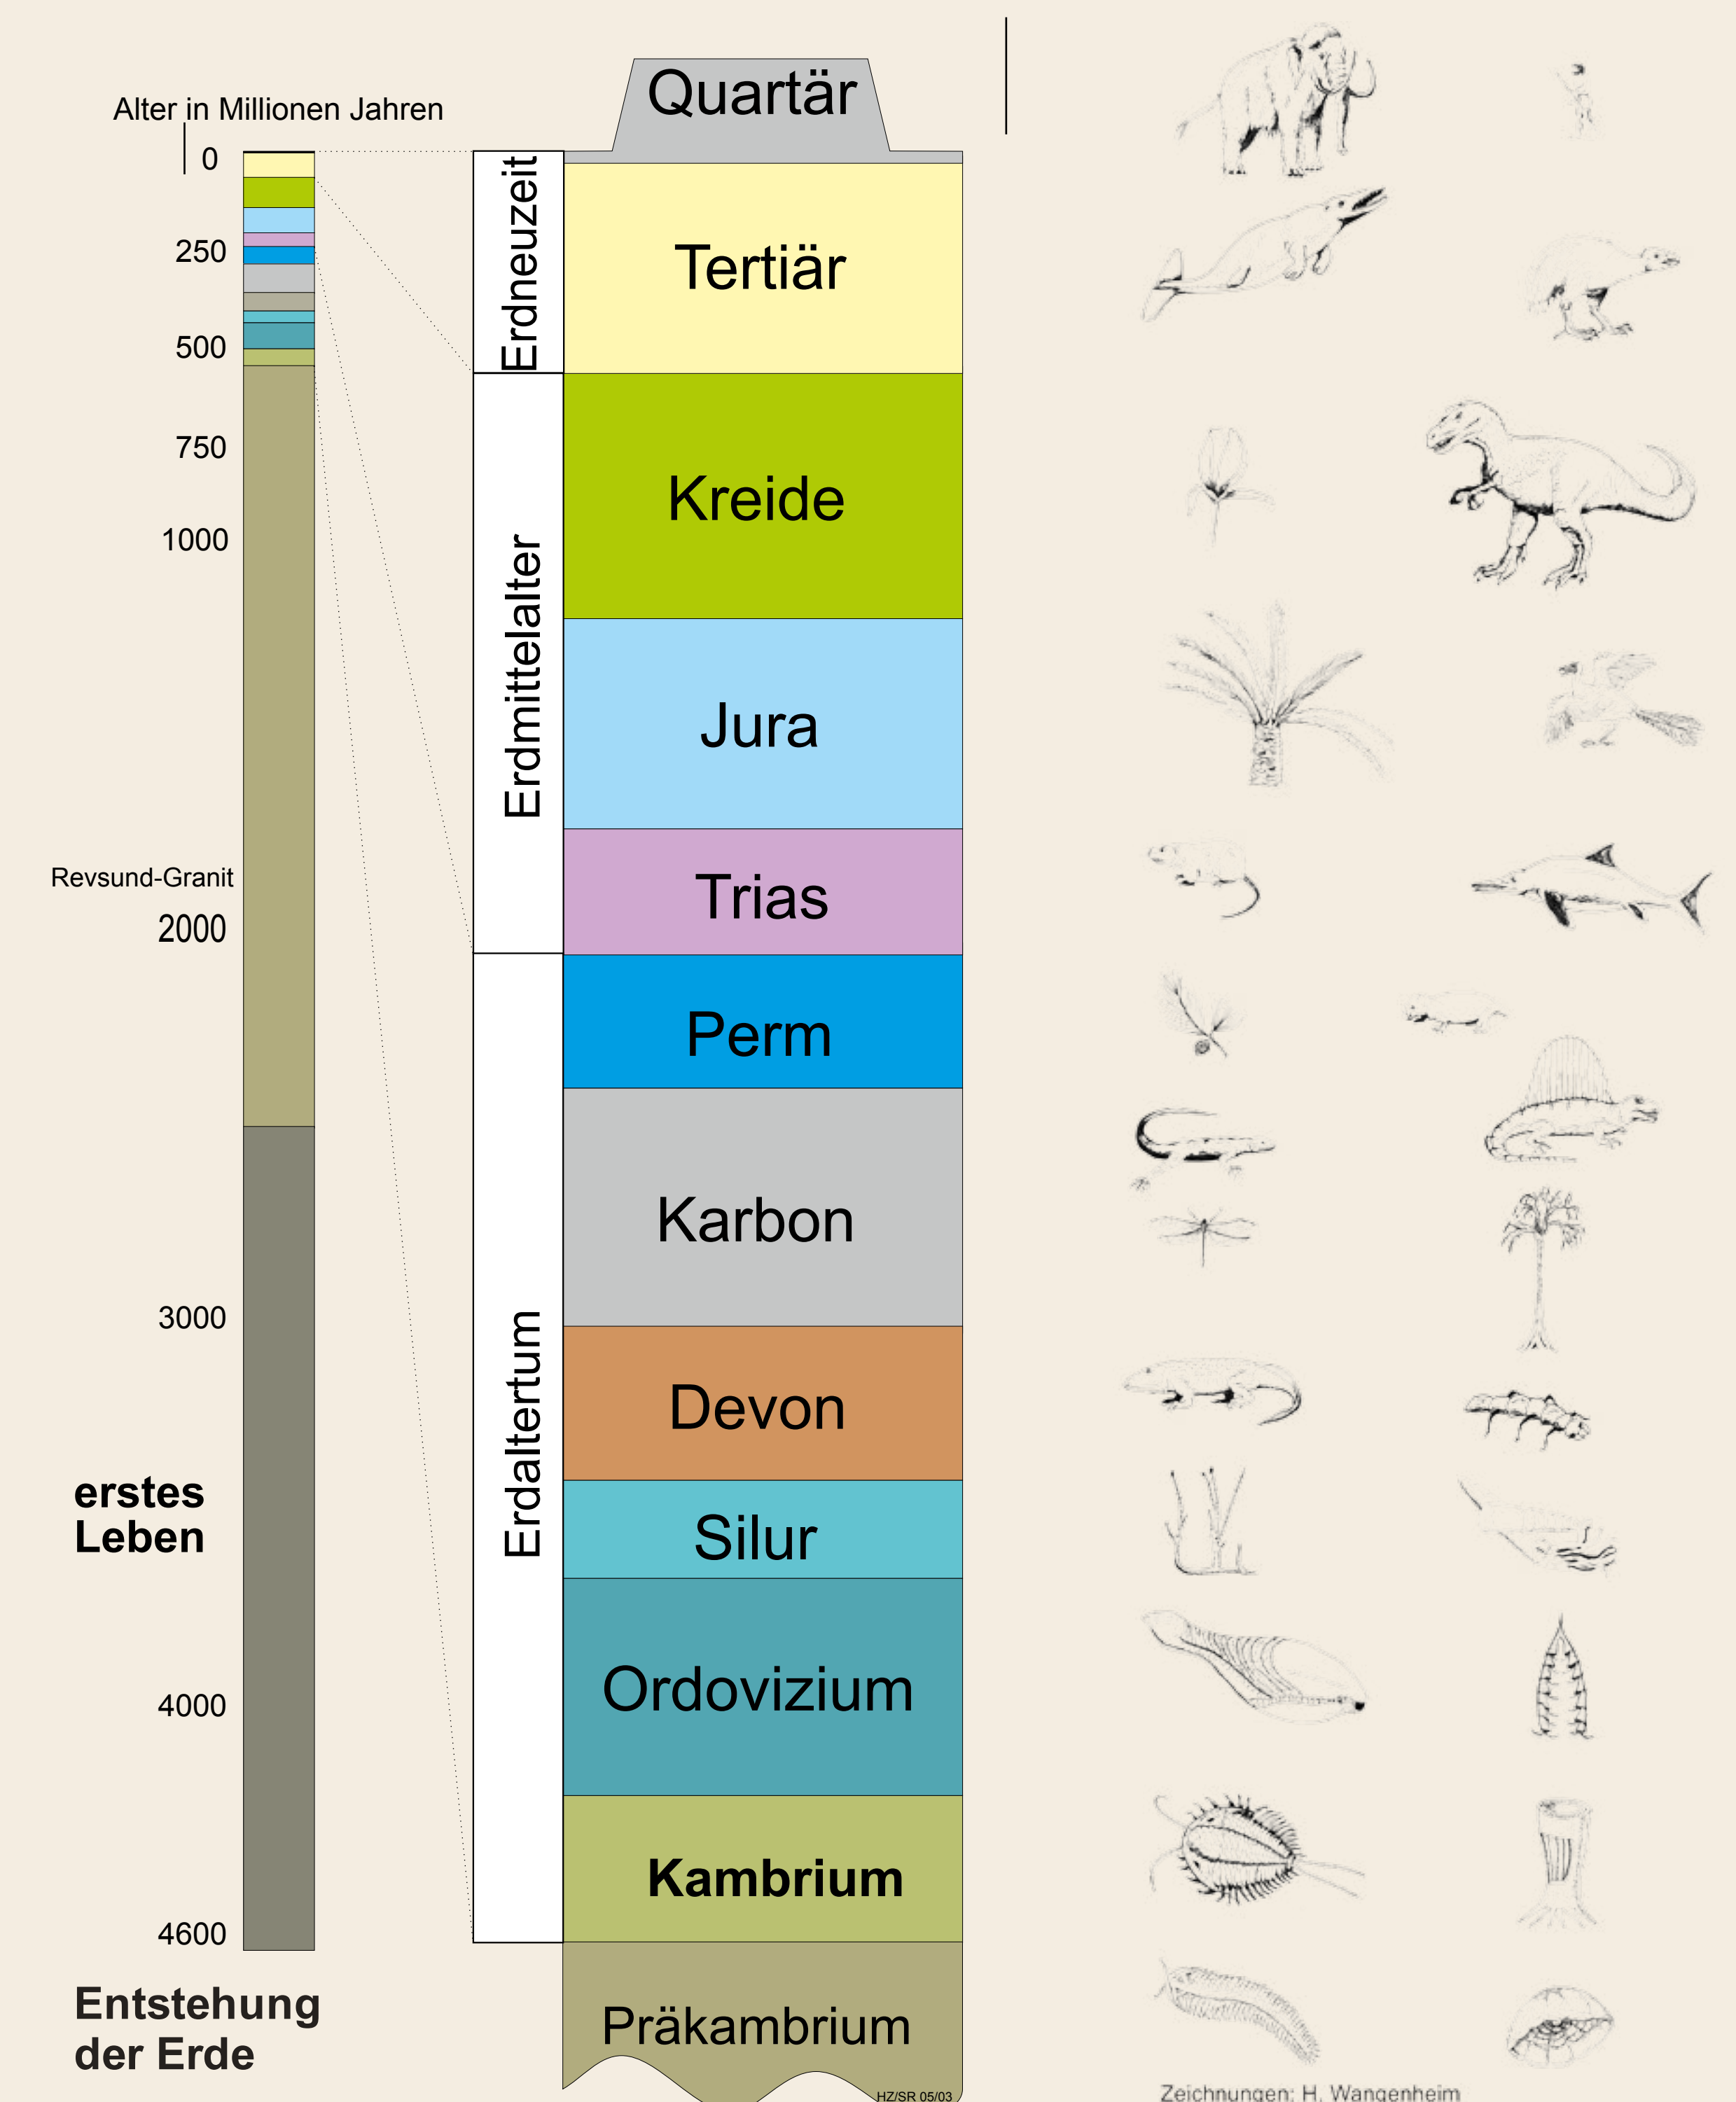 Alter in Millionen Jahren
0
250
500
750
1000
Revsund-Granit
2000
3000
erstes
Leben
4000
4600
Entstehung
der Erde
Erdneuzeit
Erdmittelalter
Erdaltertum
Quartär
Tertiär
Kreide
Jura
Trias
Perm
Karbon
Devon
Silur
Ordovizium
Kambrium
Präkambrium
HZ/SR 05/03
Zeichnungen: H. Wangenheim